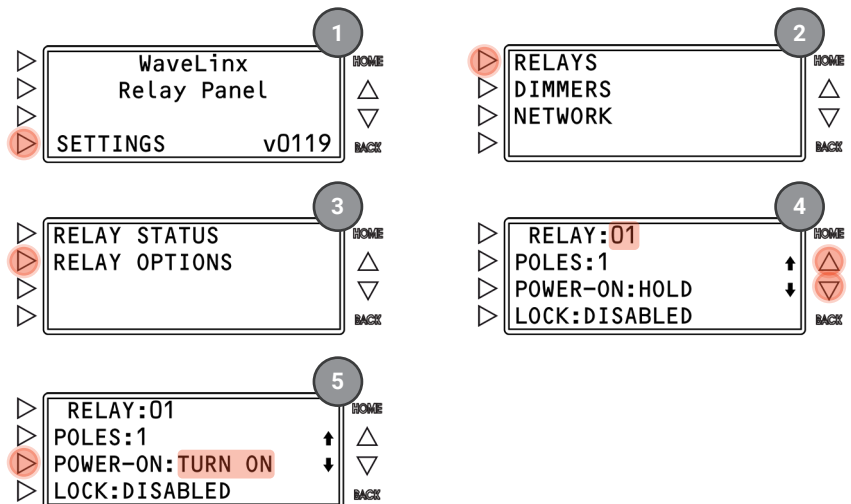 1
WaveLinx
Relay Panel
SETTINGS v0119
HOME
BACK
2
RELAYS
DIMMERS
NETWORK
HOME
BACK
3
RELAY STATUS
RELAY OPTIONS
HOME
BACK
4
RELAY:01
POLES:1
POWER-ON:HOLD
LOCK:DISABLED
HOME
BACK
5
RELAY:01
POLES:1
POWER-ON:TURN ON
LOCK:DISABLED
HOME
BACK